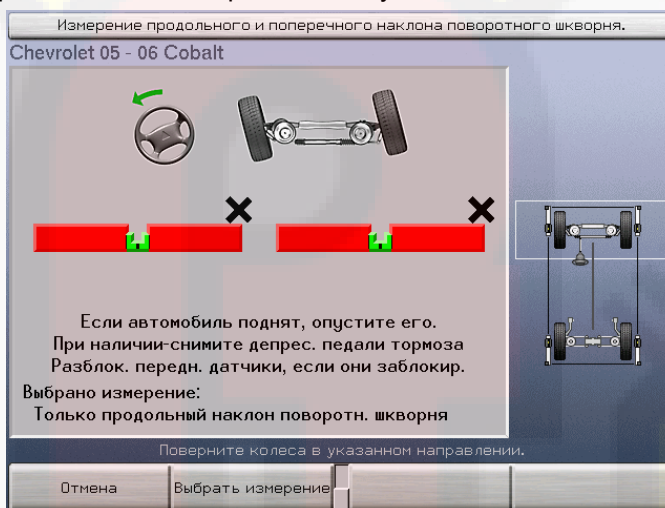 Измерение продольного и поперечного наклона поворотного шкворня.
Chevrolet 05 - 06 Cobalt
Если автомобиль поднят, опустите его.
При наличии-снимите депрес. педали тормоза
Разблок. передн. датчики, если они заблокир.
Выбрано измерение:
Только продольный наклон поворотн. шкворня
Поверните колеса в указанном направлении.
Отмена
Выбрать измерение